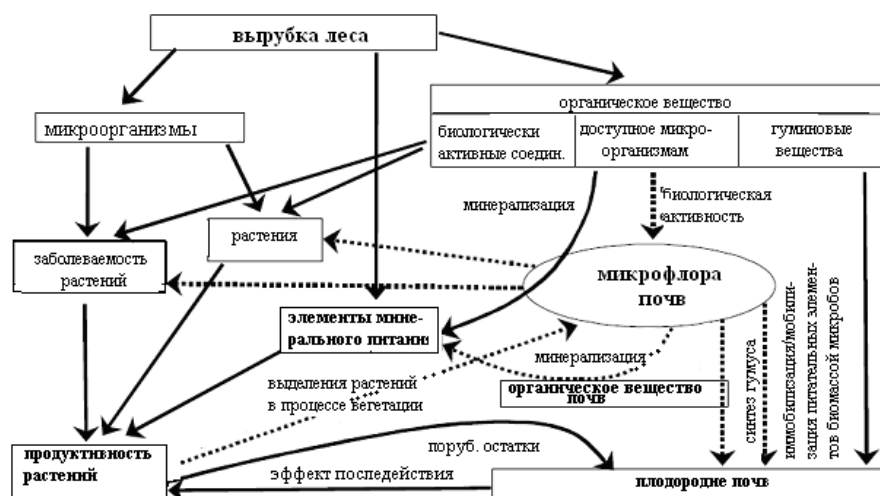 вырубка леса
органическое вещество
микроорганизмы
биологически
активные соедин.
доступное микро-
организмам
гуминовые
вещества
минерализация
биологическая
активность
растения
заболеваемость
растений
микрофлора
почв
элементы мине-
рального питания
минерализация
выделения растений
в процессе вегетации
органическое вещество
почв
синтез гумуса
иммобилизация/мобили-
зация питательных элемен-
тов биомассой микробов
продуктивность
растений
поруб. остатки
эффект последействия
плодородие почв